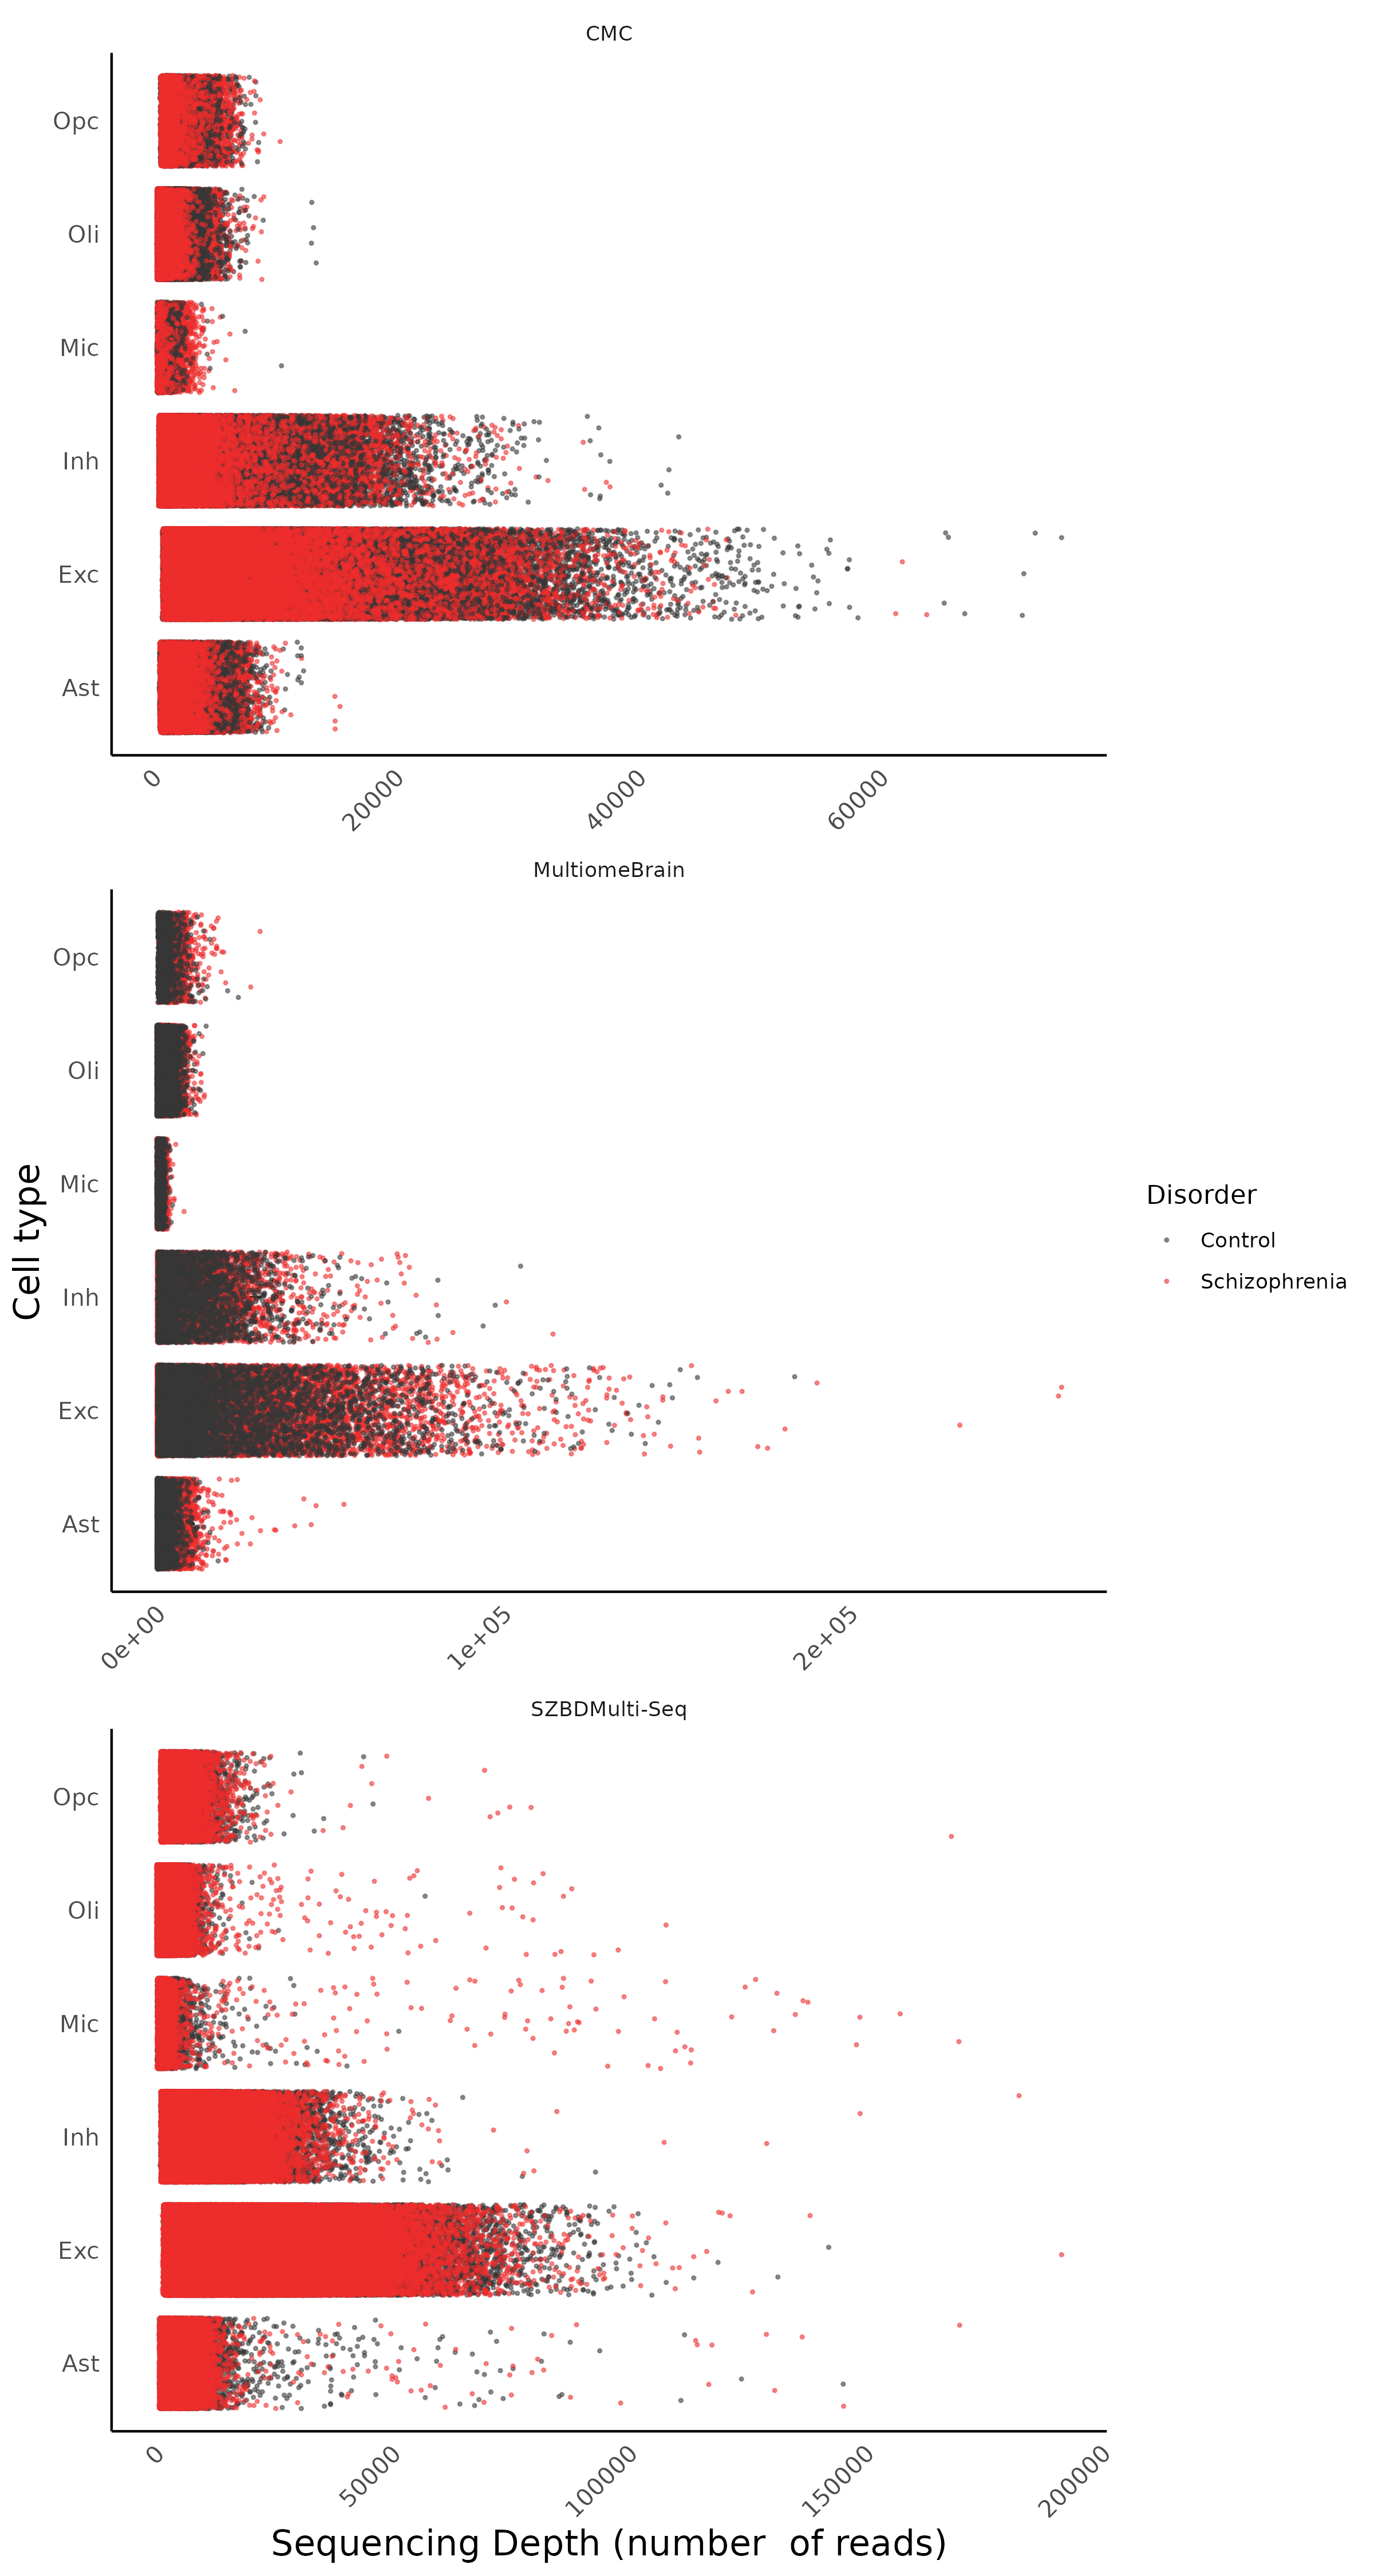 CMC
Opc
Oli
Mic
Inh
Exc
Ast
0
20000
40000
60000
MultiomeBrain
Opc
Oli
Mic
Inh
Exc
Ast
0e+00
1e+05
2e+05
SZBDMulti-Seq
Opc
Oli
Mic
Inh
Exc
Ast
0
50000
100000
150000
200000
Sequencing Depth (number  of reads)
Cell type
Disorder
Control
Schizophrenia